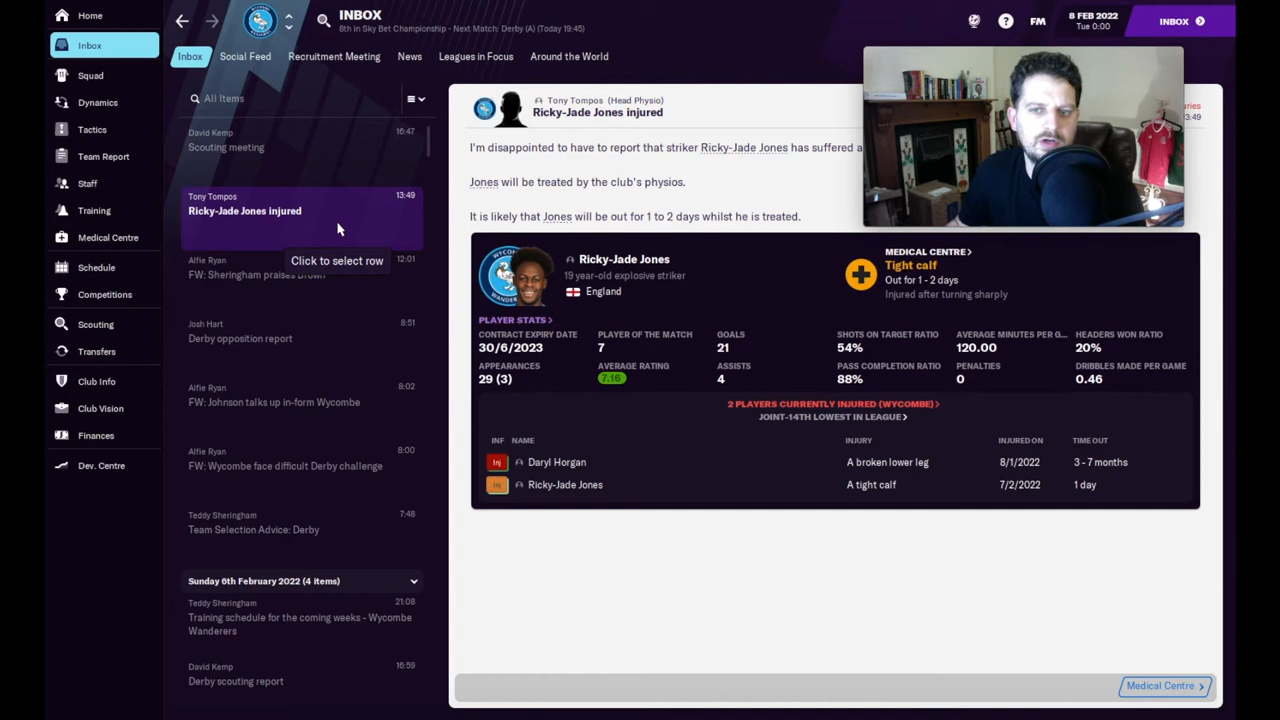 Home
INBOX
8th in Sky Bet Championship - Next Match: Derby (A) (Today 19:45)
FM
8 FEB 2022
Tue 0:00
INBOX
Inbox
Squad
Dynamics
Tactics
Team Report
Staff
Training
Medical Centre
Schedule
Competitions
Scouting
Transfers
Club Info
Club Vision
Finances
Dev. Centre
Inbox
Social Feed
Recruitment Meeting
News
Leagues in Focus
Around the World
All Items
David Kemp
16:47
Scouting meeting
Tony Tompos
13:49
Ricky-Jade Jones injured
Click to select row
Alfie Ryan
12:01
FW: Sheringham praises Brown
Josh Hart
8:51
Derby opposition report
Alfie Ryan
8:02
FW: Johnson talks up in-form Wycombe
Alfie Ryan
8:00
FW: Wycombe face difficult Derby challenge
Teddy Sheringham
7:48
Team Selection Advice: Derby
Sunday 6th February 2022 (4 items)
Teddy Sheringham
21:08
Training schedule for the coming weeks - Wycombe
Wanderers
David Kemp
16:59
Derby scouting report
Tony Tompos (Head Physio)
Ricky-Jade Jones injured
13:49
I'm disappointed to have to report that striker Ricky-Jade Jones has suffered a
Jones will be treated by the club's physios.
It is likely that Jones will be out for 1 to 2 days whilst he is treated.
Ricky-Jade Jones
19 year-old explosive striker
England
MEDICAL CENTRE
Tight calf
Out for 1 - 2 days
Injured after turning sharply
PLAYER STATS
CONTRACT EXPIRY DATE
30/6/2023
PLAYER OF THE MATCH
7
GOALS
21
SHOTS ON TARGET RATIO
54%
AVERAGE MINUTES PER G...
120.00
HEADERS WON RATIO
20%
APPEARANCES
29 (3)
AVERAGE RATING
7.16
ASSISTS
4
PASS COMPLETION RATIO
88%
PENALTIES
0
DRIBBLES MADE PER GAME
0.46
2 PLAYERS CURRENTLY INJURED (WYCOMBE)
JOINT-14TH LOWEST IN LEAGUE
INF NAME INJURY INJURED ON TIME OUT
Inj Daryl Horgan A broken lower leg 8/1/2022 3 - 7 months
Inj Ricky-Jade Jones A tight calf 7/2/2022 1 day
Medical Centre